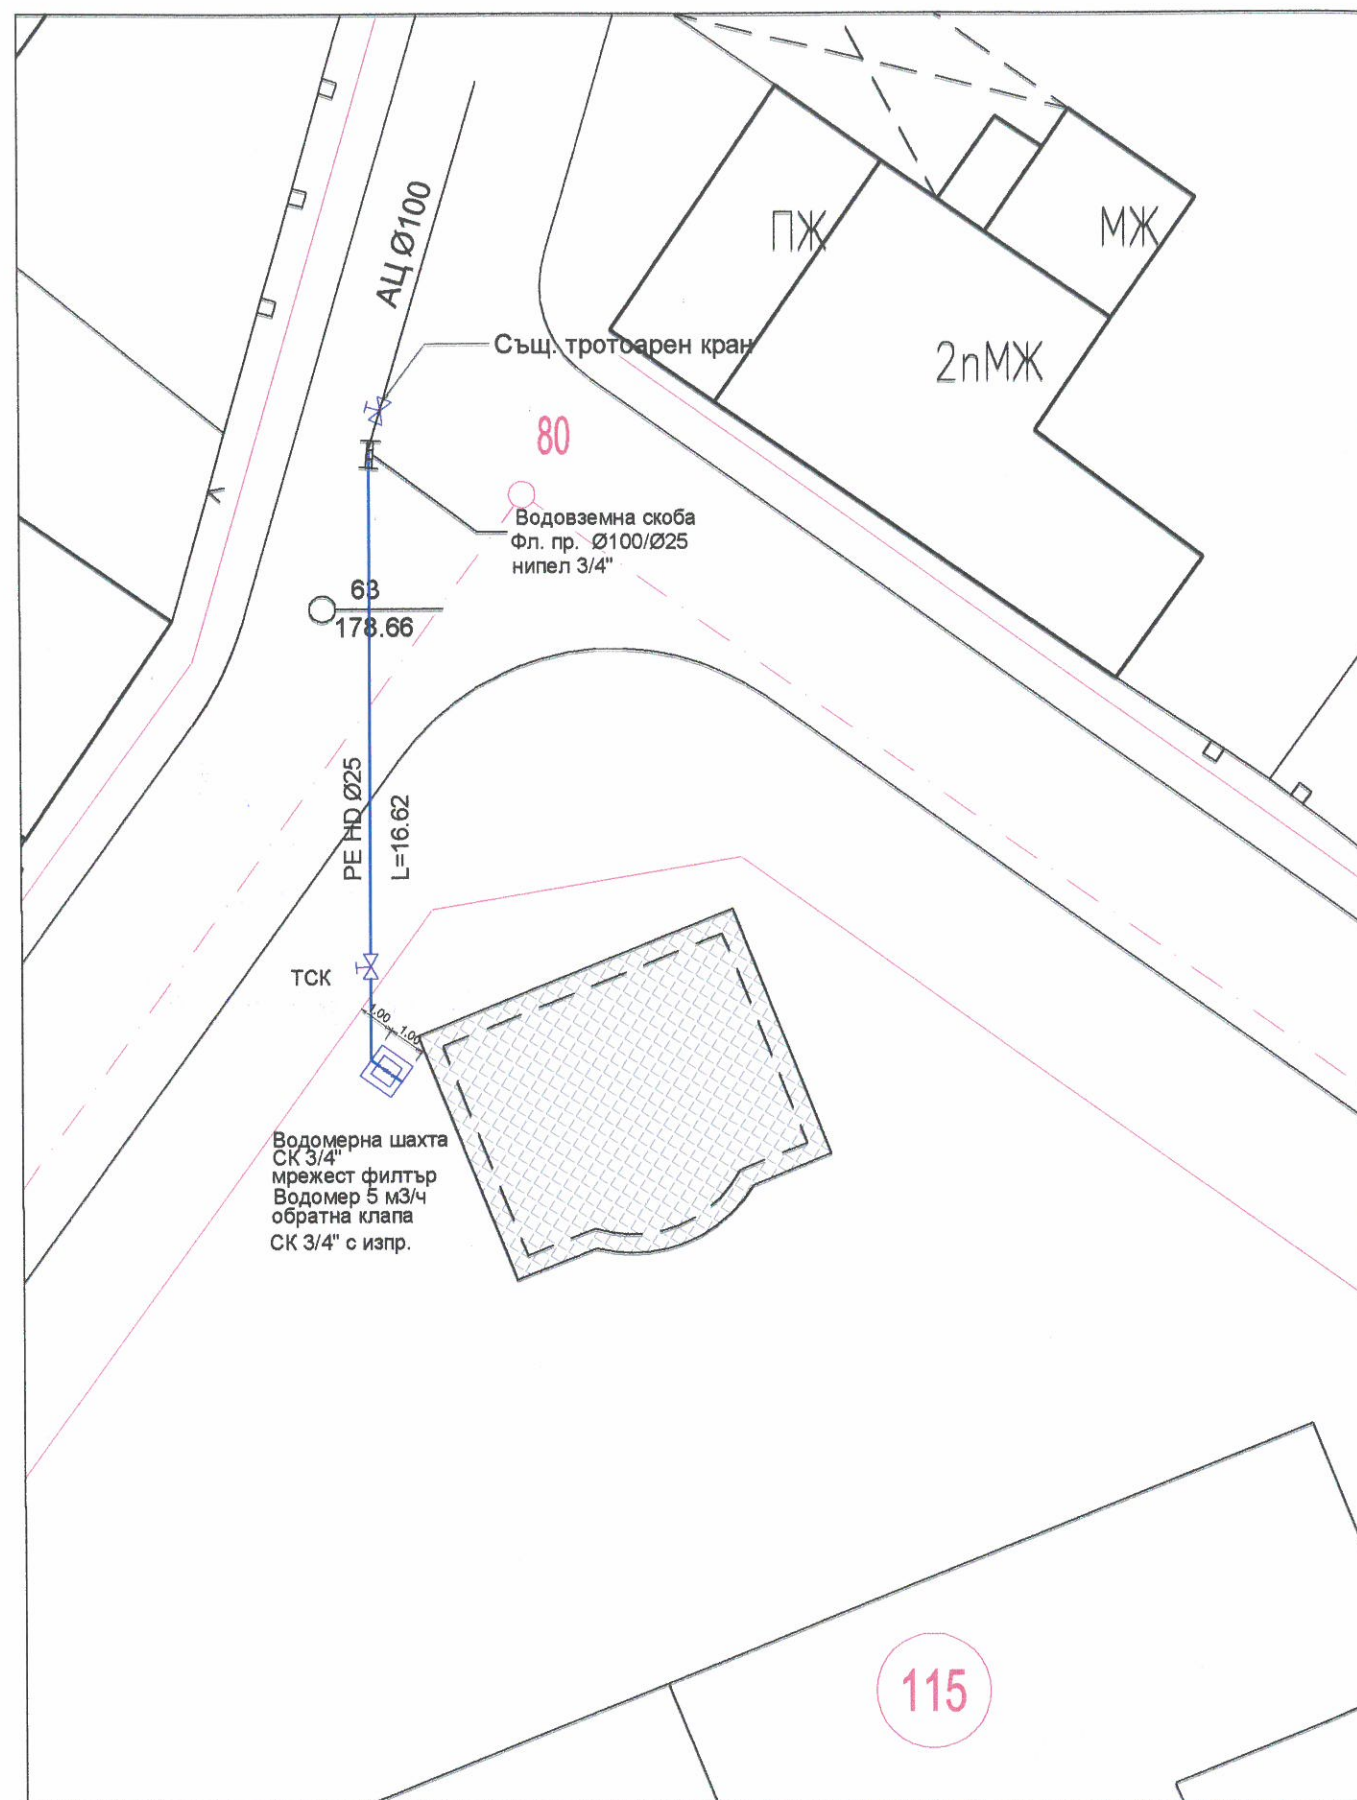 АЦ Ø100
ПЖ
МЖ
Същ. тротоарен кран
2пМЖ
80
Водовземна скоба
Фл. пр. Ø100/Ø25
нипел 3/4"
63
178.66
PE HD Ø25
L=16.62
ТСК
1.00
1.00
Водомерна шахта
СК 3/4"
мрежест филтър
Водомер 5 м3/ч
обратна клапа
СК 3/4" с изпр.
115